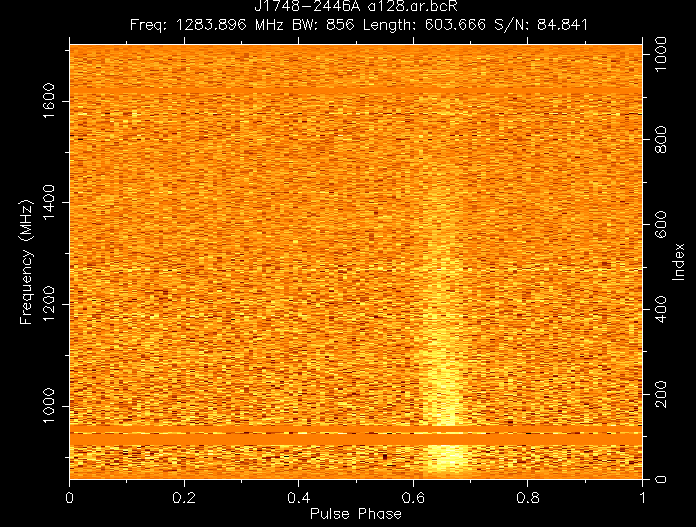 J1748-2446A a128.ar.bcR
Freq: 1283.896 MHz BW: 856 Length: 603.666 S/N: 84.841
1000
1600
800
1400
600
Frequency (MHz)
Index
1200
400
1000
200
0
0 0.2 0.4 0.6 0.8 1
Pulse Phase